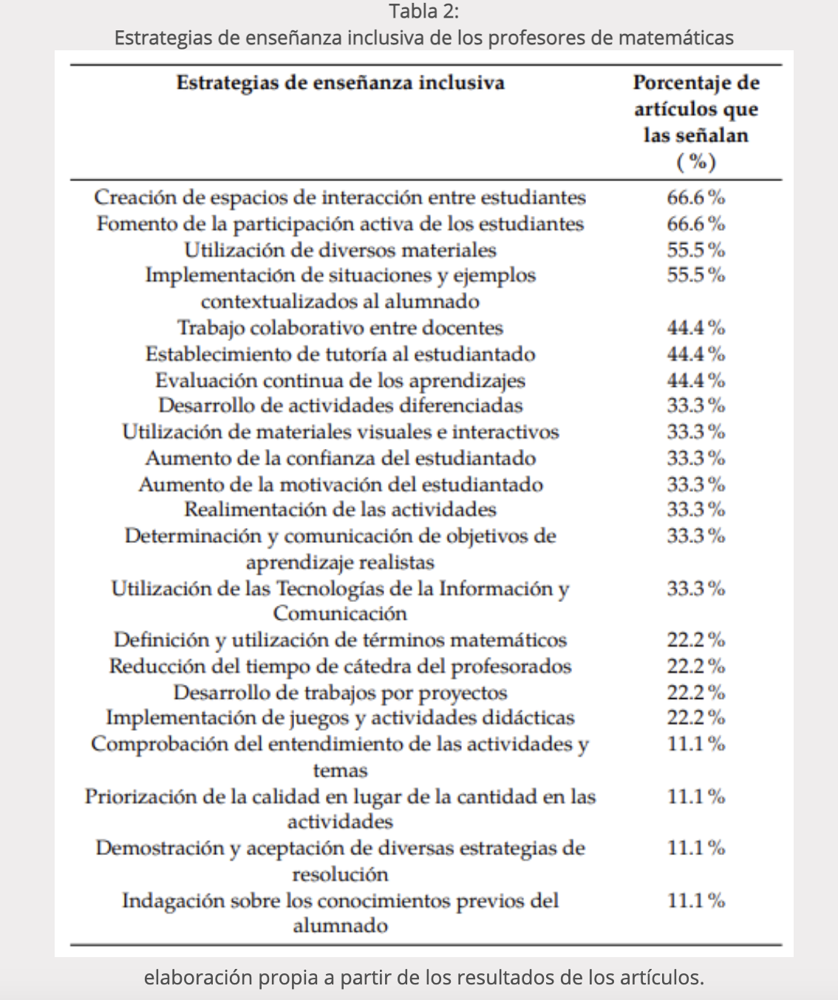 Tabla 2:
Estrategias de enseñanza inclusiva de los profesores de matemáticas
Estrategias de enseñanza inclusiva Porcentaje de
artículos que
las señalan
(%)
Creación de espacios de interacción entre estudiantes 66.6%
Fomento de la participación activa de los estudiantes 66.6%
Utilización de diversos materiales 55.5%
Implementación de situaciones y ejemplos 55.5%
contextualizados al alumnado
Trabajo colaborativo entre docentes 44.4%
Establecimiento de tutoría al estudiantado 44.4%
Evaluación continua de los aprendizajes 44.4%
Desarrollo de actividades diferenciadas 33.3%
Utilización de materiales visuales e interactivos 33.3%
Aumento de la confianza del estudiantado 33.3%
Aumento de la motivación del estudiantado 33.3%
Realimentación de las actividades 33.3%
Determinación y comunicación de objetivos de 33.3%
aprendizaje realistas
Utilización de las Tecnologías de la Información y 33.3%
Comunicación
Definición y utilización de términos matemáticos 22.2%
Reducción del tiempo de cátedra del profesorados 22.2%
Desarrollo de trabajos por proyectos 22.2%
Implementación de juegos y actividades didácticas 22.2%
Comprobación del entendimiento de las actividades y 11.1%
temas
Priorización de la calidad en lugar de la cantidad en las 11.1%
actividades
Demostración y aceptación de diversas estrategias de 11.1%
resolución
Indagación sobre los conocimientos previos del 11.1%
alumnado
elaboración propia a partir de los resultados de los artículos.